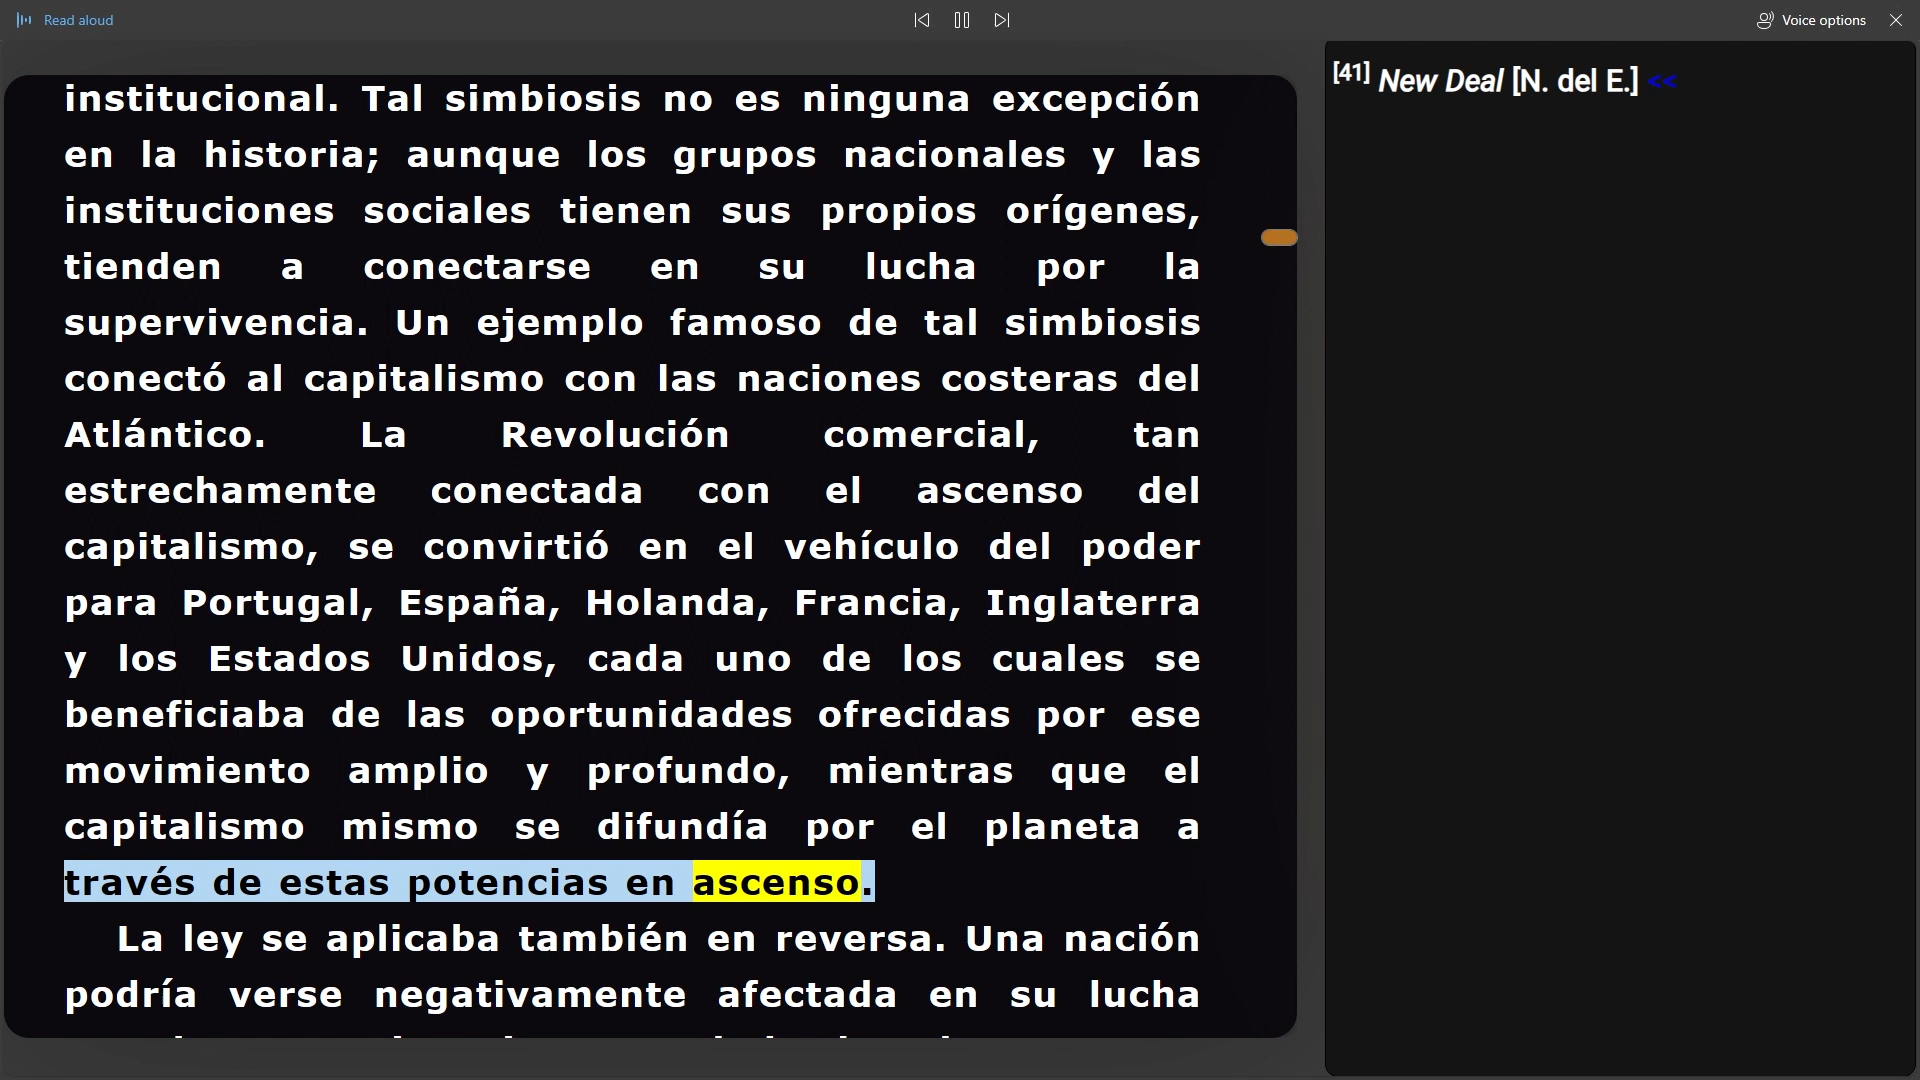 Read aloud
Voice options
institucional. Tal simbiosis no es ninguna excepción
en la historia; aunque los grupos nacionales y las
instituciones sociales tienen sus propios orígenes,
tienden a conectarse en su lucha por la
supervivencia. Un ejemplo famoso de tal simbiosis
conectó al capitalismo con las naciones costeras del
Atlántico. La Revolución comercial, tan
estrechamente conectada con el ascenso del
capitalismo, se convirtió en el vehículo del poder
para Portugal, España, Holanda, Francia, Inglaterra
y los Estados Unidos, cada uno de los cuales se
beneficiaba de las oportunidades ofrecidas por ese
movimiento amplio y profundo, mientras que el
capitalismo mismo se difundía por el planeta a
través de estas potencias en ascenso.
La ley se aplicaba también en reversa. Una nación
podría verse negativamente afectada en su lucha
[41] New Deal [N. del E.] <<